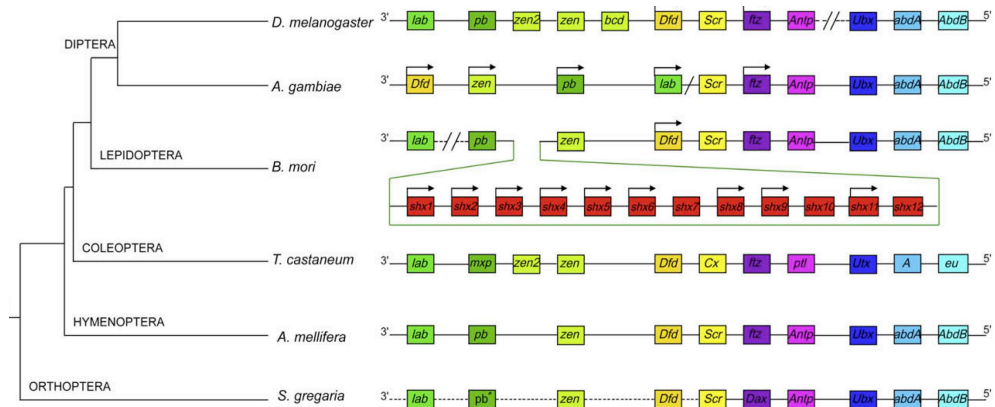 D. melanogaster 3' lab pb zen2 zen bcd Dfd Scr ftz Antp // Ubx abdA AbdB 5'
DIPTERA
A. gambiae 3' Dfd zen pb lab / Scr ftz Antp Ubx abdA AbdB 5'
LEPIDOPTERA
B. mori 3' lab // pb zen Dfd Scr ftz Antp Ubx abdA AbdB 5'
shx1 shx2 shx3 shx4 shx5 shx6 shx7 shx8 shx9 shx10 shx11 shx12
COLEOPTERA
T. castaneum 3' lab mxp zen2 zen Dfd Cx ftz ptl Utx A eu 5'
HYMENOPTERA
A. mellifera 3' lab pb zen Dfd Scr ftz Antp Ubx abdA AbdB 5'
ORTHOPTERA
S. gregaria 3' lab pb* zen Dfd Scr Dax Antp Ubx abdA AbdB 5'